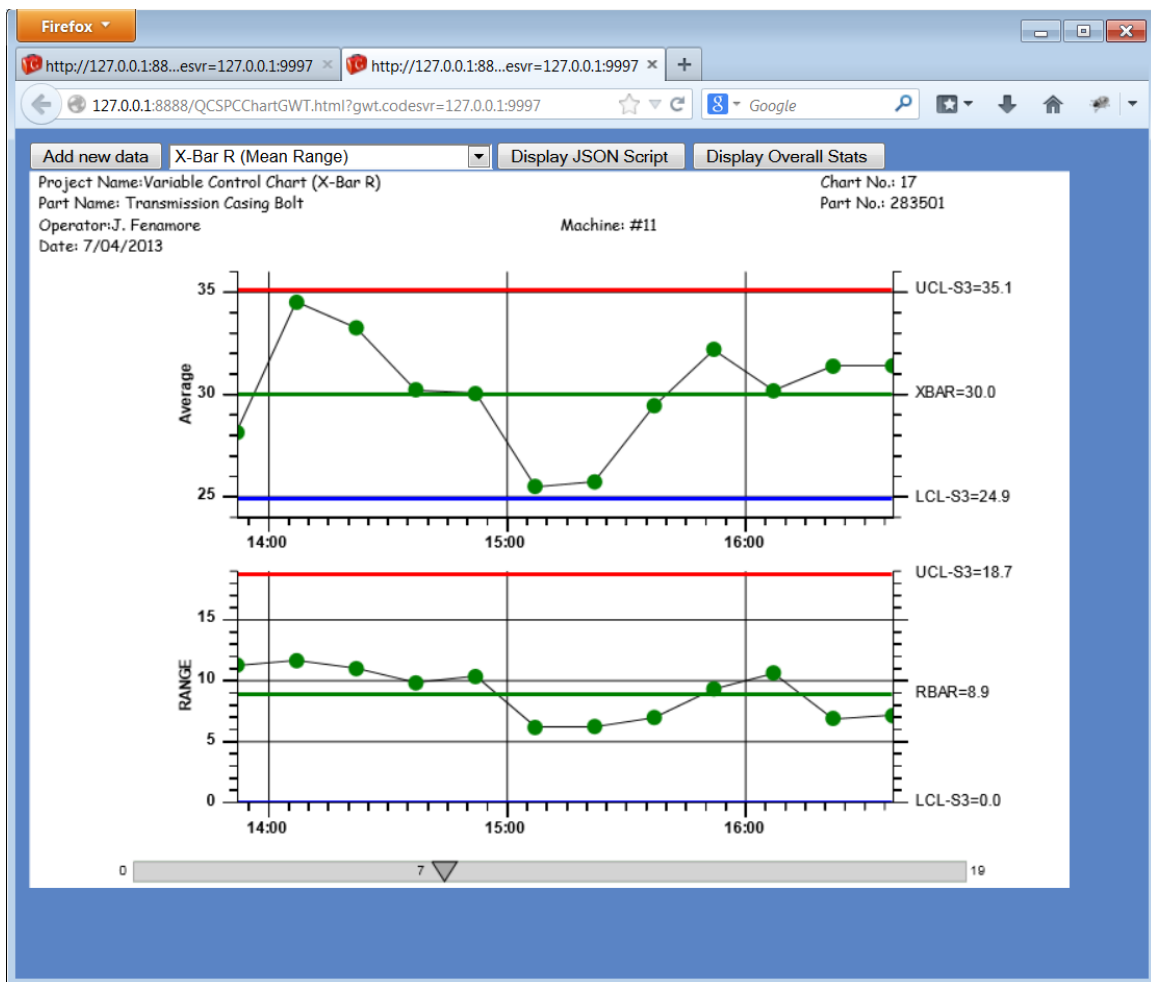 Firefox
http://127.0.0.1:88...esvr=127.0.0.1:9997 × http://127.0.0.1:88...esvr=127.0.0.1:9997 × +
127.0.0.1:8888/QCSPCChartGWT.html?gwt.codesvr=127.0.0.1:9997 8 Google
Add new data X-Bar R (Mean Range) Display JSON Script Display Overall Stats
Project Name:Variable Control Chart (X-Bar R) Chart No.: 17
Part Name: Transmission Casing Bolt Part No.: 283501
Operator:J. Fenamore Machine: #11
Date: 7/04/2013
35 UCL-S3=35.1
Average
30 XBAR=30.0
25 LCL-S3=24.9
14:00 15:00 16:00
UCL-S3=18.7
15
RANGE
10 RBAR=8.9
5
0 LCL-S3=0.0
14:00 15:00 16:00
0 7 19